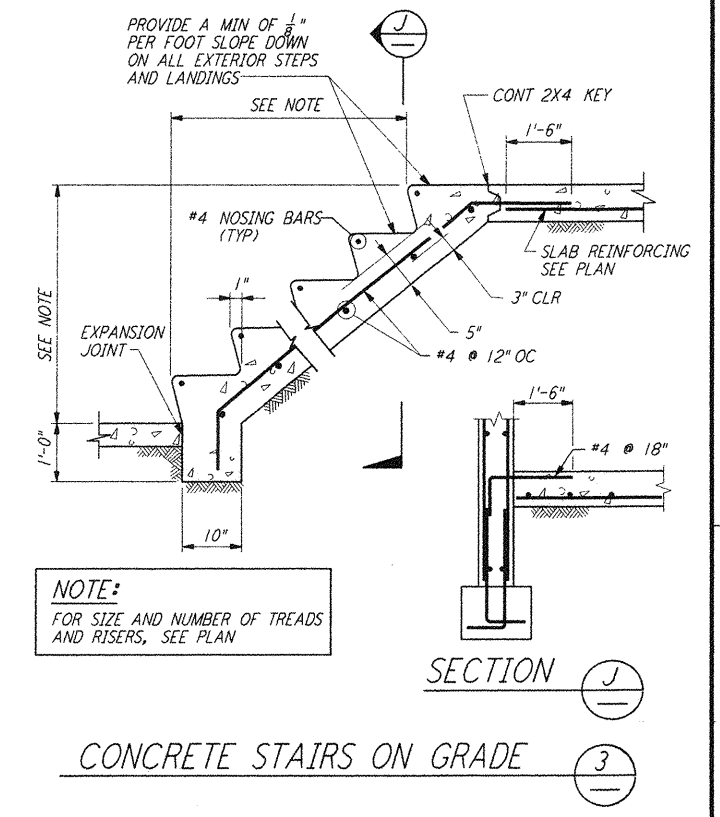 PROVIDE A MIN OF 1/8"
PER FOOT SLOPE DOWN
ON ALL EXTERIOR STEPS
AND LANDINGS
J
SEE NOTE
CONT 2X4 KEY
1'-6"
#4 NOSING BARS
(TYP)
SLAB REINFORCING
SEE PLAN
3" CLR
1"
5"
SEE NOTE
EXPANSION
JOINT
#4 @ 12" OC
1'-0"
10"
1'-6"
#4 @ 18"
NOTE:
FOR SIZE AND NUMBER OF TREADS
AND RISERS, SEE PLAN
SECTION J
CONCRETE STAIRS ON GRADE 3